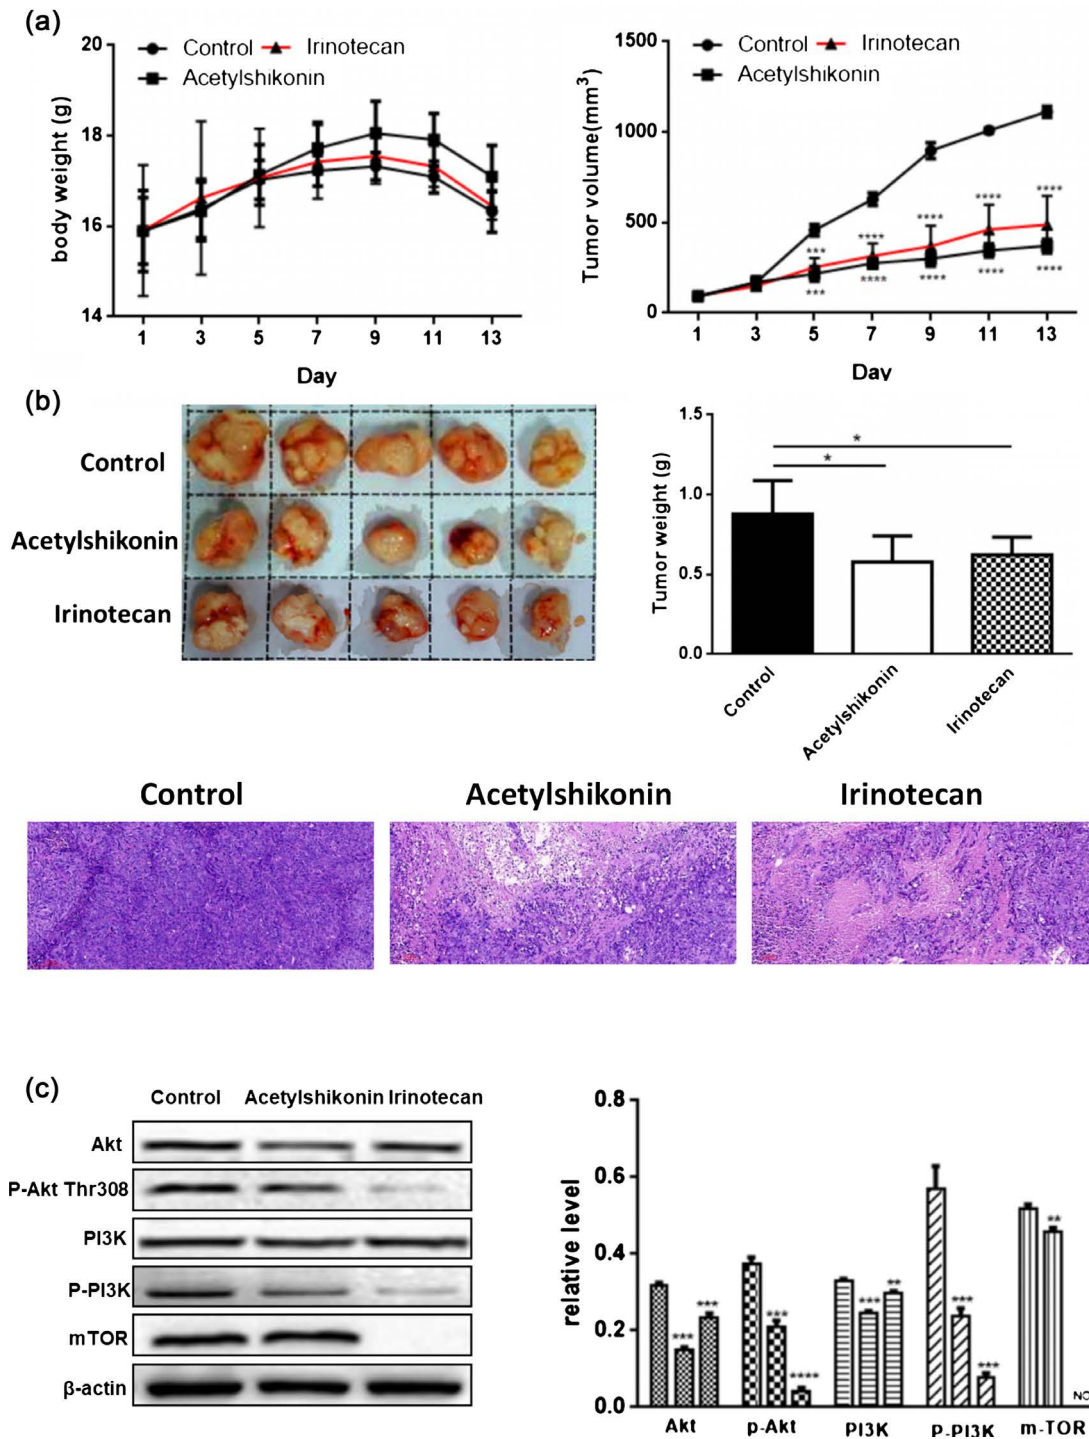 (a)
20
18
16
14
body weight (g)
Control Irinotecan
Acetylshikonin
1 3 5 7 9 11 13
Day
1500
1000
500
0
Tumor volume(mm³)
Control Irinotecan
Acetylshikonin
*** **** **** **** ****
*** **** **** **** ****
1 3 5 7 9 11 13
Day
(b)
Control
Acetylshikonin
Irinotecan
1.5
1.0
0.5
0.0
Tumor weight (g)
*
*
Control
Acetylshikonin
Irinotecan
Control Acetylshikonin Irinotecan
(c)
Control Acetylshikonin Irinotecan
Akt
P-Akt Thr308
PI3K
P-PI3K
mTOR
β-actin
0.8
0.6
0.4
0.2
0.0
relative level
*** *** *** **** *** ** *** *** **
Akt p-Akt PI3K P-PI3K m-TOR